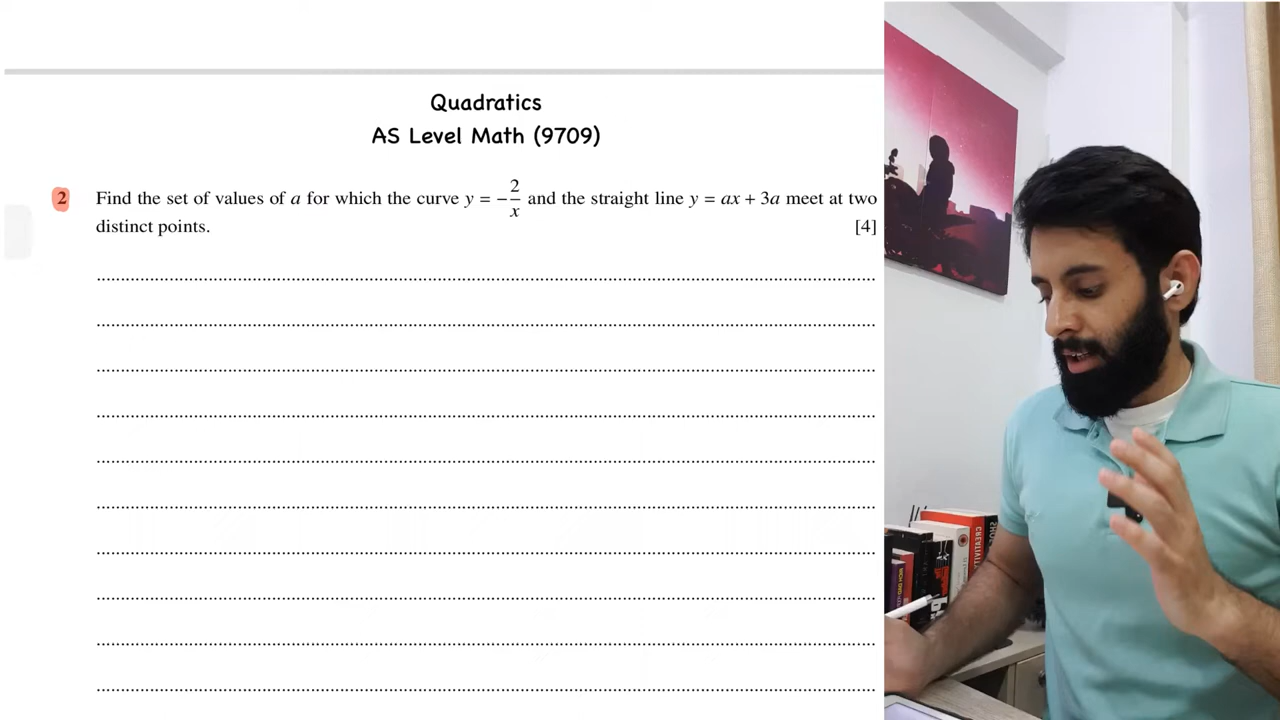 Quadratics
AS Level Math (9709)
2 Find the set of values of a for which the curve y = −2/x and the straight line y = ax + 3a meet at two
distinct points. [4]